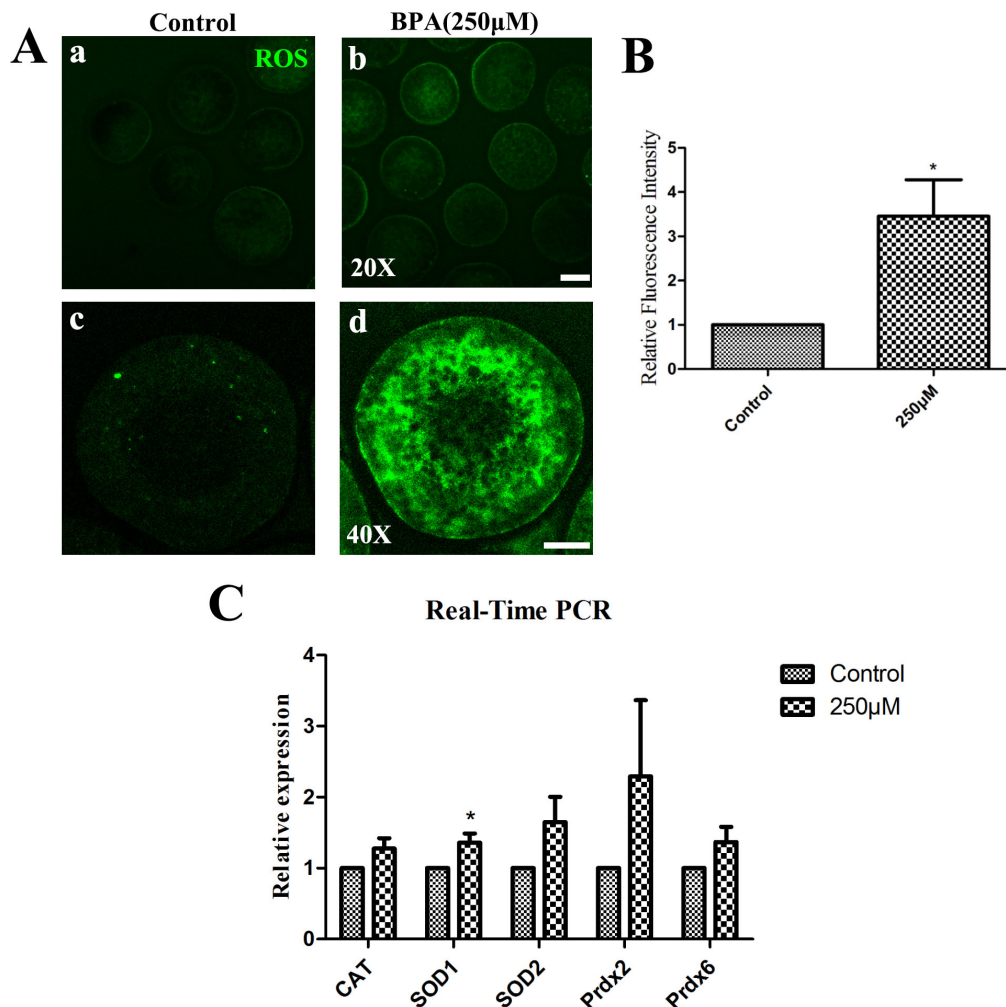 A
Control
BPA(250µM)
a
ROS
b
20X
c
d
40X
B
Relative Fluorescence Intensity
5
4
3
2
1
0
*
Control
250µM
C
Real-Time PCR
Relative expression
4
3
2
1
0
*
CAT
SOD1
SOD2
Prdx2
Prdx6
Control
250µM